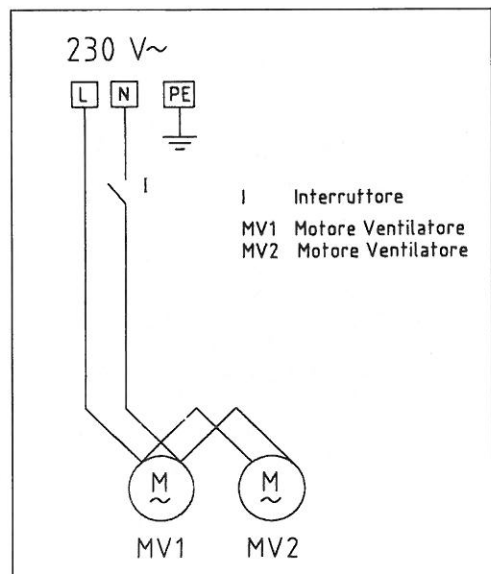 230 V~
L N PE
I
I Interruttore
MV1 Motore Ventilatore
MV2 Motore Ventilatore
M ~ M ~
MV1 MV2